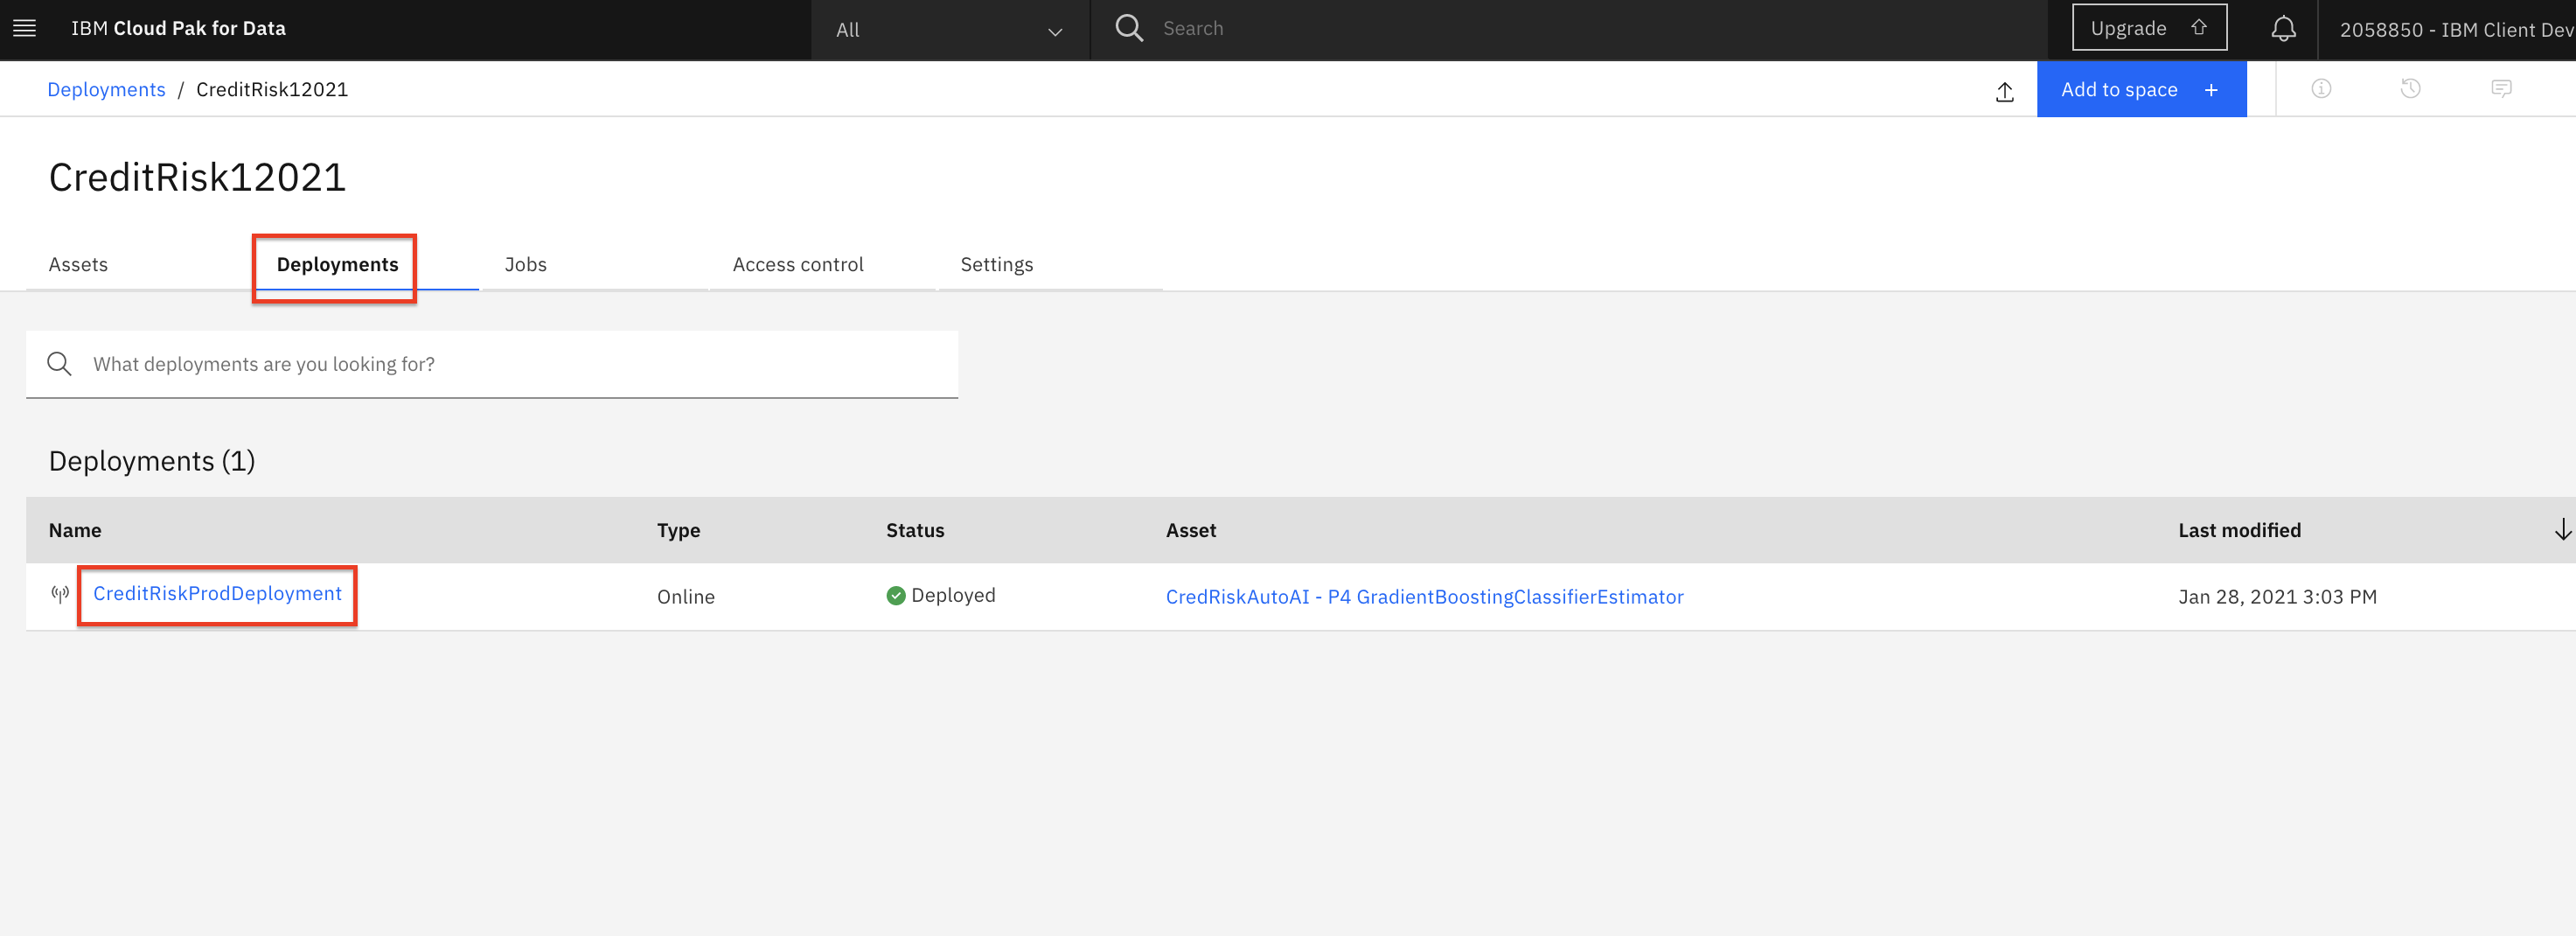 IBM Cloud Pak for Data
All
Search
Upgrade
2058850 - IBM Client Dev
Deployments / CreditRisk12021
Add to space +
CreditRisk12021
Assets
Deployments
Jobs
Access control
Settings
What deployments are you looking for?
Deployments (1)
Name Type Status Asset Last modified
CreditRiskProdDeployment Online Deployed CredRiskAutoAI - P4 GradientBoostingClassifierEstimator Jan 28, 2021 3:03 PM